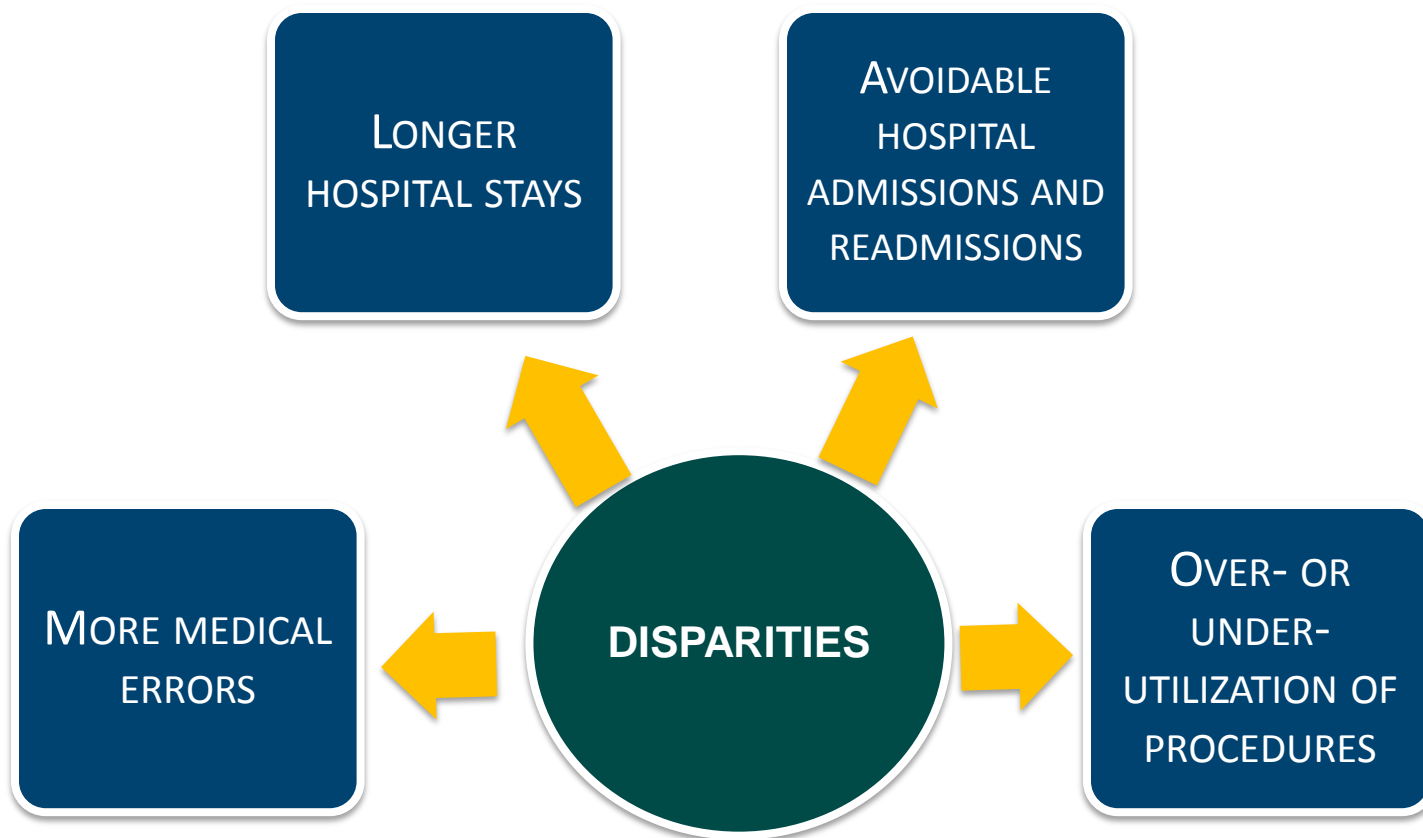 LONGER
HOSPITAL STAYS
AVOIDABLE
HOSPITAL
ADMISSIONS AND
READMISSIONS
MORE MEDICAL
ERRORS
DISPARITIES
OVER- OR
UNDER-
UTILIZATION OF
PROCEDURES